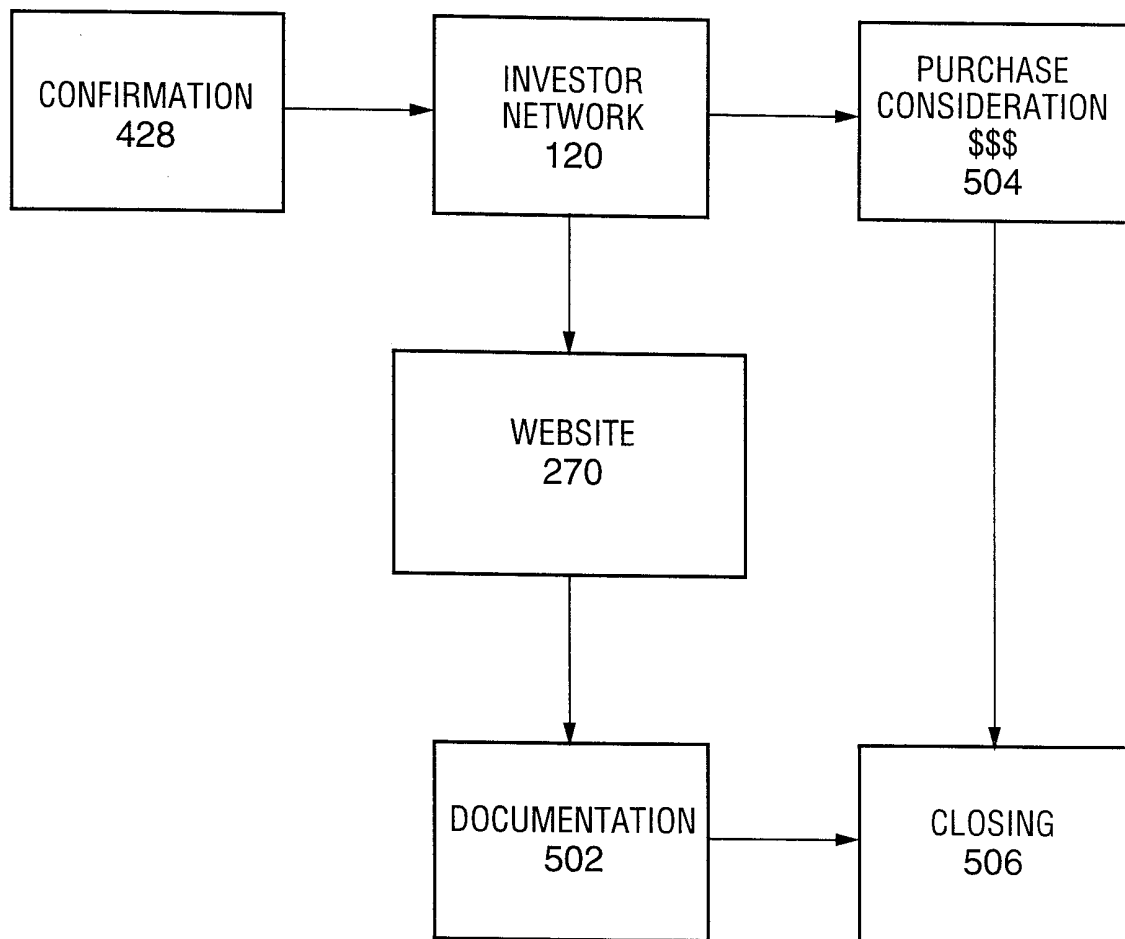 CONFIRMATION
428
INVESTOR
NETWORK
120
PURCHASE
CONSIDERATION
$$$
504
WEBSITE
270
DOCUMENTATION
502
CLOSING
506